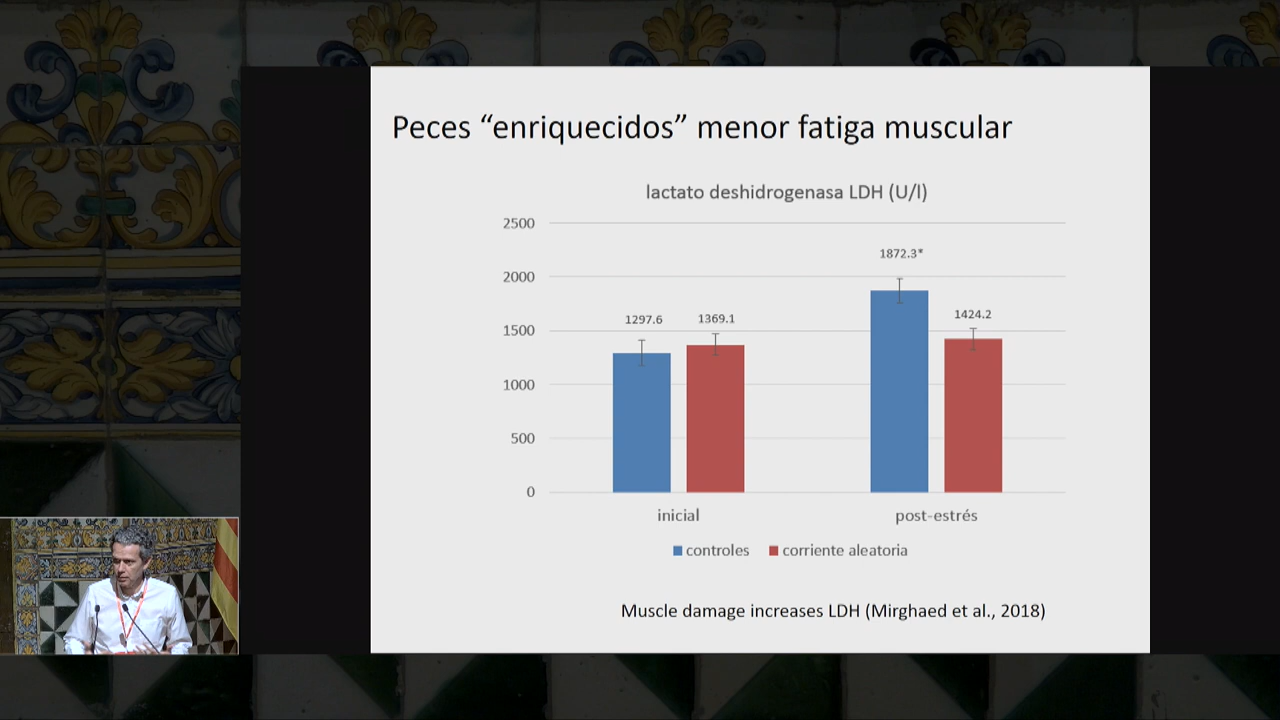 Peces “enriquecidos” menor fatiga muscular
lactato deshidrogenasa LDH (U/l)
2500
2000
1500
1000
500
0
1297.6
1369.1
1872.3*
1424.2
inicial
post-estrés
controles
corriente aleatoria
Muscle damage increases LDH (Mirghaed et al., 2018)